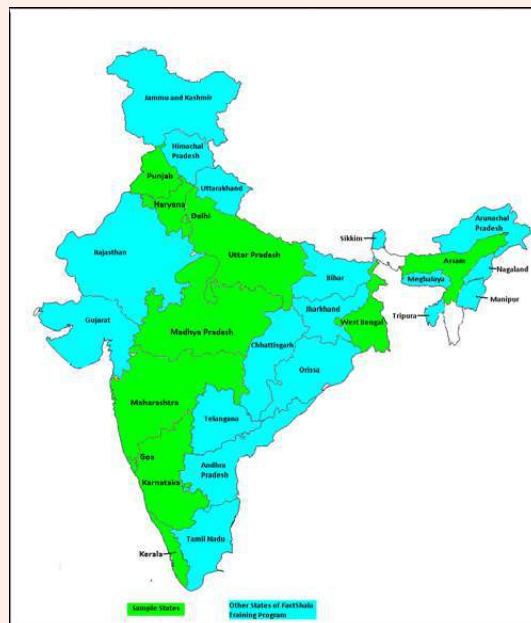 Jammu and Kashmir
Himachal
Pradesh
Punjab
Uttarakhand
Haryana
Delhi
Arunachal
Pradesh
Sikkim
Rajasthan
Uttar Pradesh
Assam
Nagaland
Bihar
Meghalaya
Manipur
Jharkhand
Gujarat
West Bengal
Tripura
Madhya Pradesh
Chhattisgarh
Orissa
Maharashtra
Telangana
Goa
Andhra
Pradesh
Karnataka
Tamil Nadu
Kerala
Sample States
Other States of FactShala
Training Program